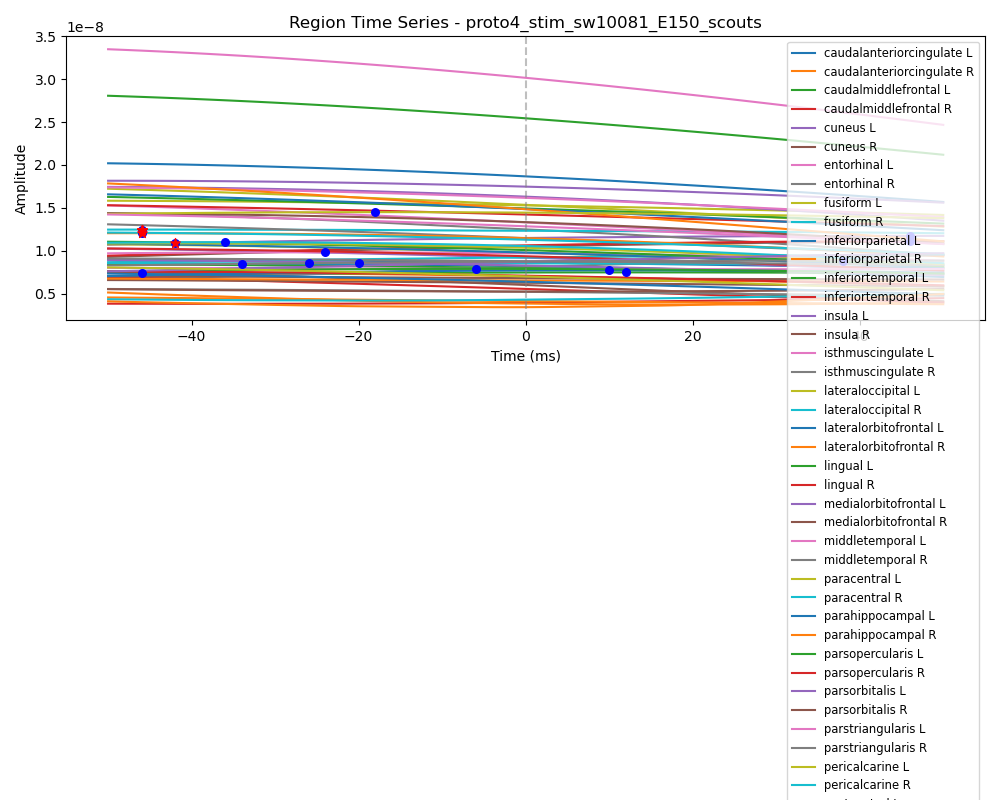 Region Time Series - proto4_stim_sw10081_E150_scouts
1e−8
Amplitude
3.5
3.0
2.5
2.0
1.5
1.0
0.5
−40
−20
0
20
40
Time (ms)
caudalanteriorcingulate L
caudalanteriorcingulate R
caudalmiddlefrontal L
caudalmiddlefrontal R
cuneus L
cuneus R
entorhinal L
entorhinal R
fusiform L
fusiform R
inferiorparietal L
inferiorparietal R
inferiortemporal L
inferiortemporal R
insula L
insula R
isthmuscingulate L
isthmuscingulate R
lateraloccipital L
lateraloccipital R
lateralorbitofrontal L
lateralorbitofrontal R
lingual L
lingual R
medialorbitofrontal L
medialorbitofrontal R
middletemporal L
middletemporal R
paracentral L
paracentral R
parahippocampal L
parahippocampal R
parsopercularis L
parsopercularis R
parsorbitalis L
parsorbitalis R
parstriangularis L
parstriangularis R
pericalcarine L
pericalcarine R